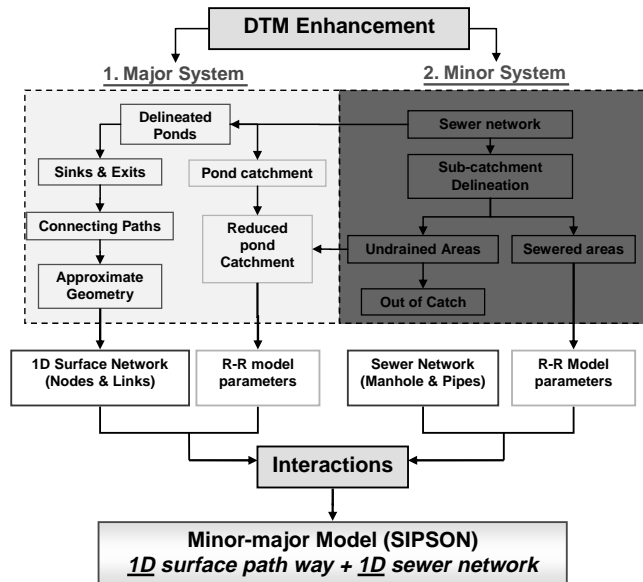 DTM Enhancement
1. Major System
2. Minor System
Delineated
Ponds
Sewer network
Sinks & Exits
Pond catchment
Sub-catchment
Delineation
Connecting Paths
Reduced
pond
Catchment
Undrained Areas
Sewered areas
Approximate
Geometry
Out of Catch
1D Surface Network
(Nodes & Links)
R-R model
parameters
Sewer Network
(Manhole & Pipes)
R-R Model
parameters
Interactions
Minor-major Model (SIPSON)
1D surface path way + 1D sewer network